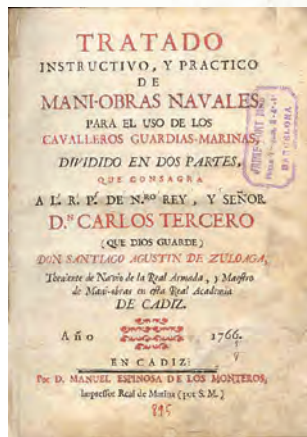 TRATADO
INSTRUCTIVO, Y PRACTICO
DE
MANI-OBRAS NAVALES,
PARA EL USO DE LOS
CAVALLEROS GUARDIAS-MARINAS,
DIVIDIDO EN DOS PARTES,
QUE CONSAGRA
A L. R. P. DE N.RO REY, Y SEÑOR
D.N CARLOS TERCERO
(QUE DIOS GUARDE)
DON SANTIAGO AGUSTIN DE ZULOAGA,
Theniente de Navio de la Real Armada, y Maestro
de Mani-obras en esta Real Academia
DE CADIZ.
Año 1766.
EN CADIZ:
Por D. MANUEL ESPINOSA DE LOS MONTEROS,
Impressor Real de Marina (por S. M.)
BARCELONA